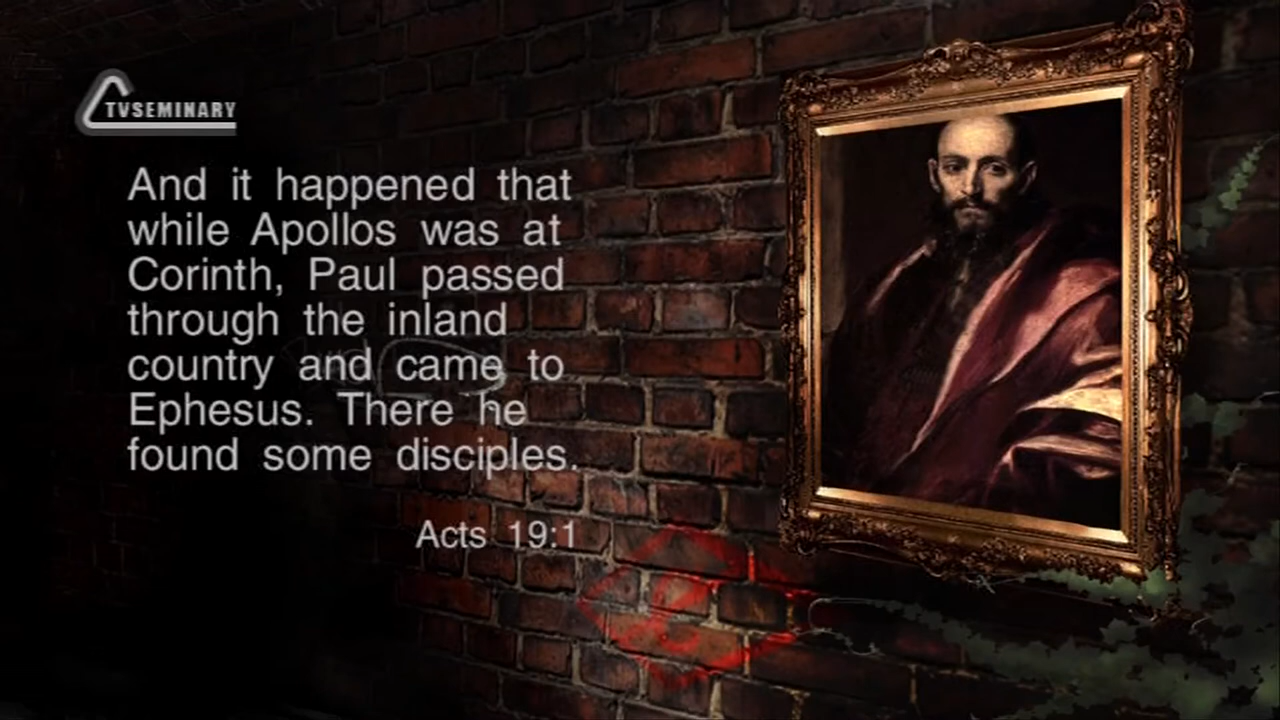 TVSEMINARY
And it happened that
while Apollos was at
Corinth, Paul passed
through the inland
country and came to
Ephesus. There he
found some disciples.
Acts 19:1